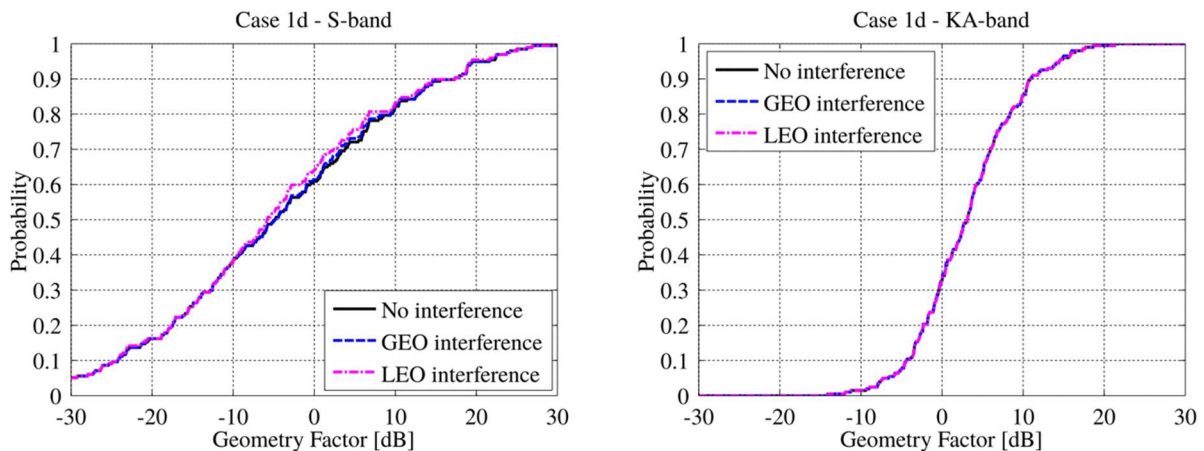 Case 1d - S-band
1
0.9
0.8
0.7
0.6
0.5
0.4
0.3
0.2
0.1
0
Probability
No interference
GEO interference
LEO interference
-30 -20 -10 0 10 20 30
Geometry Factor [dB]
Case 1d - KA-band
1
0.9
0.8
0.7
0.6
0.5
0.4
0.3
0.2
0.1
0
Probability
No interference
GEO interference
LEO interference
-30 -20 -10 0 10 20 30
Geometry Factor [dB]